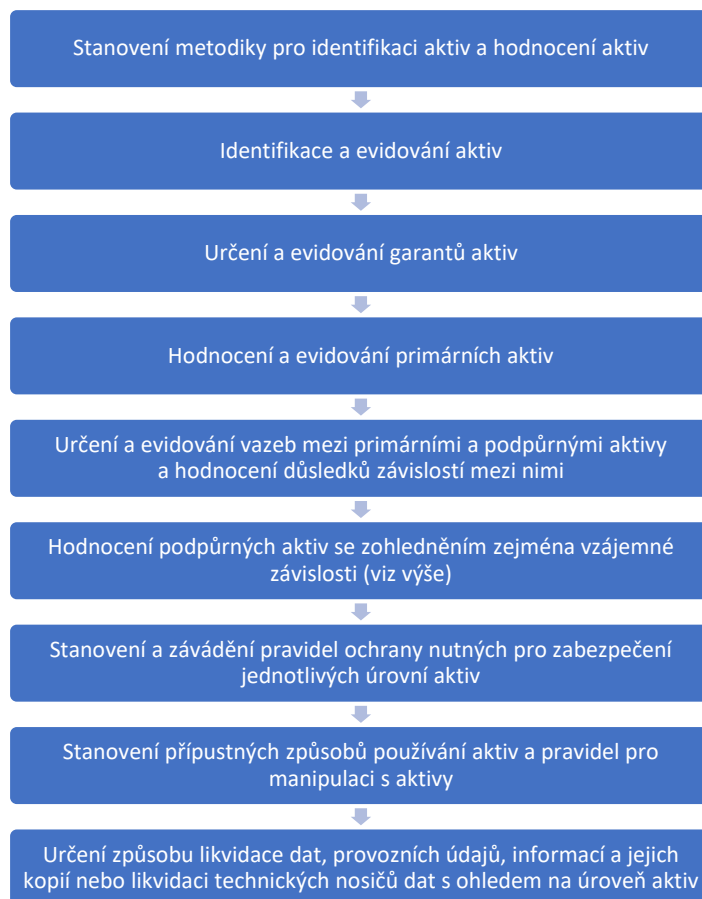 Stanovení metodiky pro identifikaci aktiv a hodnocení aktiv
Identifikace a evidování aktiv
Určení a evidování garantů aktiv
Hodnocení a evidování primárních aktiv
Určení a evidování vazeb mezi primárními a podpůrnými aktivy
a hodnocení důsledků závislostí mezi nimi
Hodnocení podpůrných aktiv se zohledněním zejména vzájemné
závislosti (viz výše)
Stanovení a závádění pravidel ochrany nutných pro zabezpečení
jednotlivých úrovní aktiv
Stanovení přípustných způsobů používání aktiv a pravidel pro
manipulaci s aktivy
Určení způsobu likvidace dat, provozních údajů, informací a jejich
kopií nebo likvidaci technických nosičů dat s ohledem na úroveň aktiv